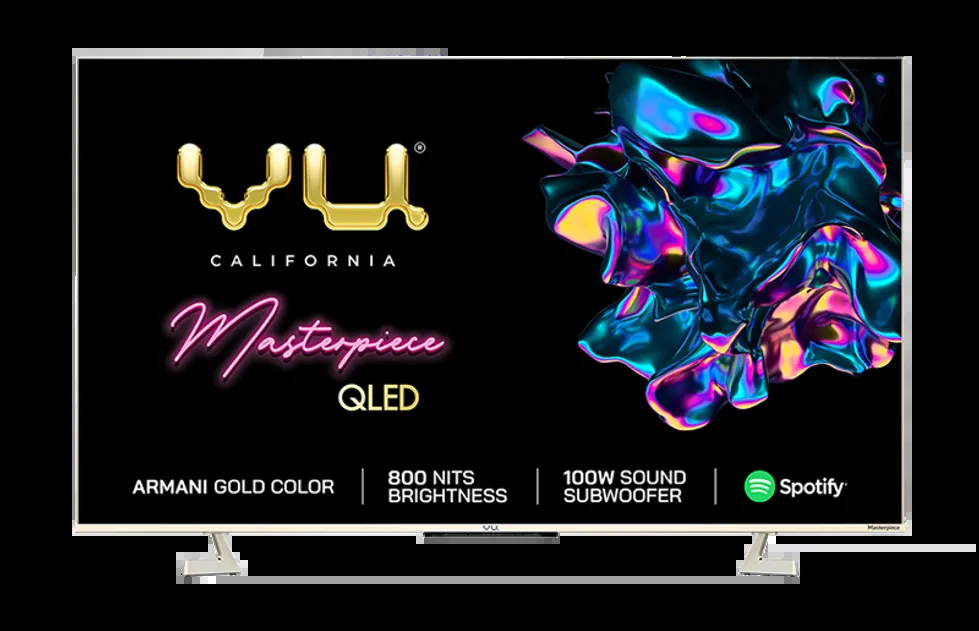 VU®
CALIFORNIA
Masterpiece
QLED
ARMANI GOLD COLOR
800 NITS
BRIGHTNESS
100W SOUND
SUBWOOFER
Spotify
VU
Masterpiece